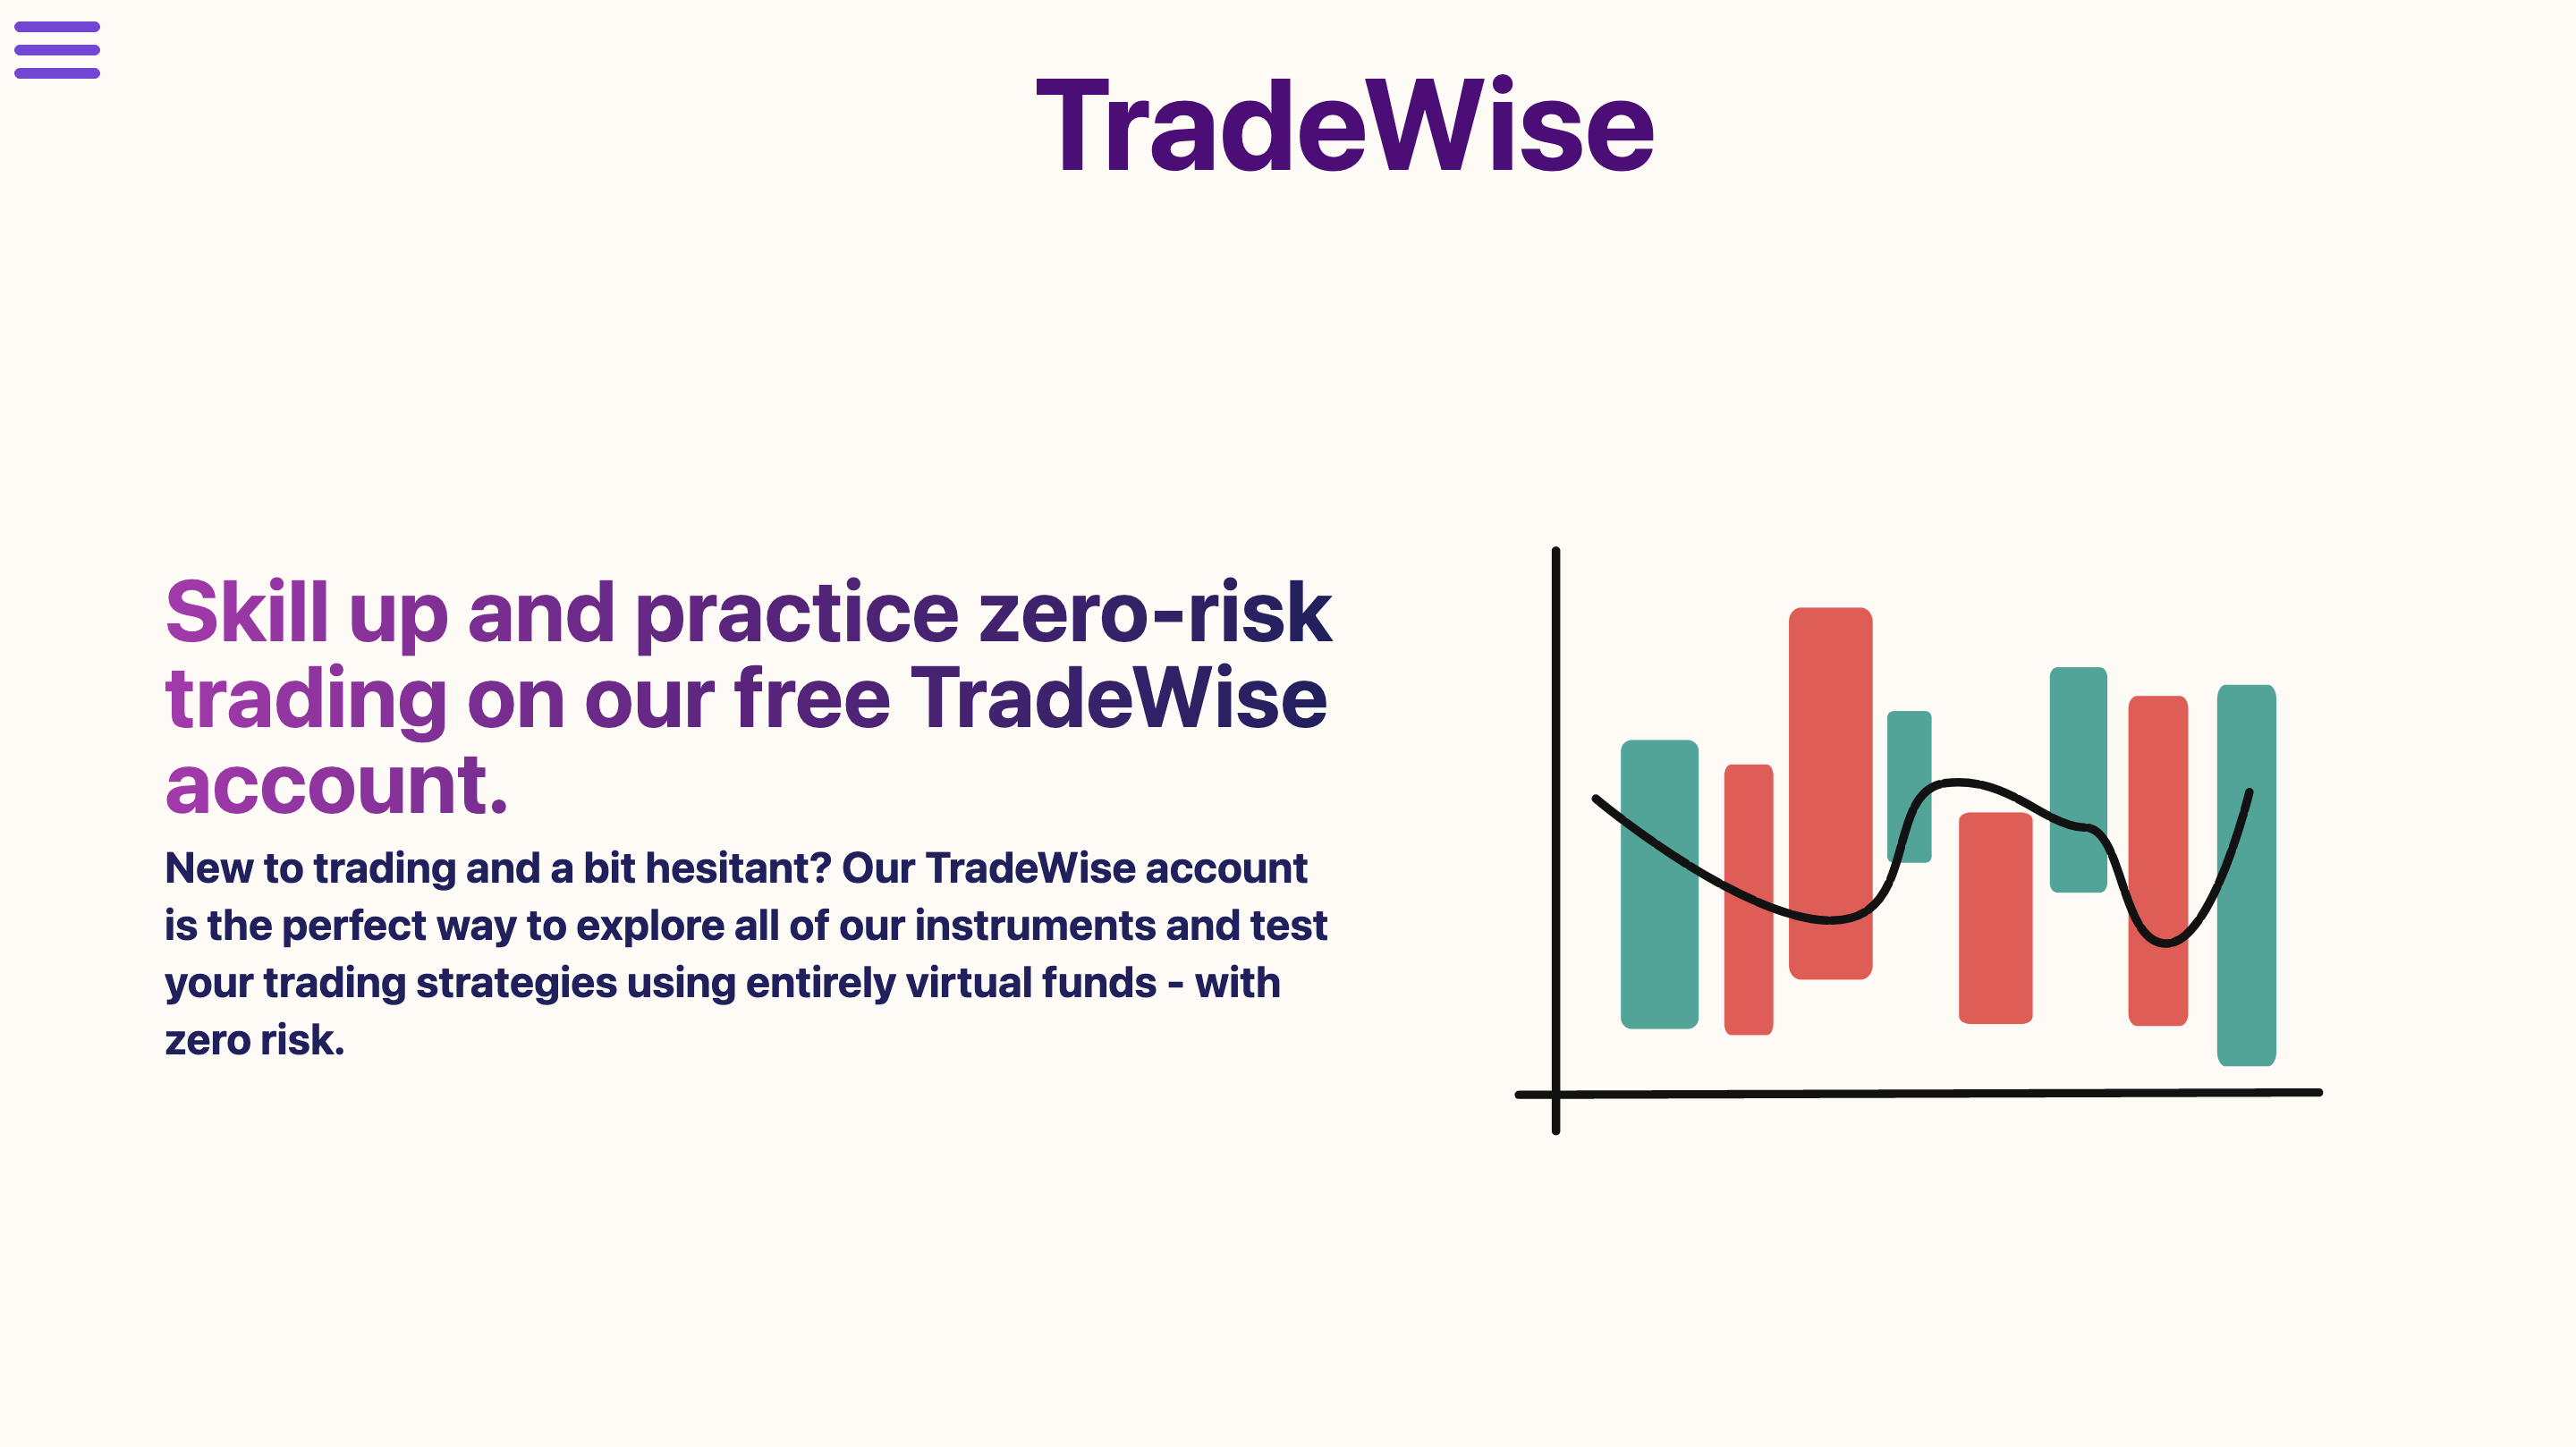 TradeWise
Skill up and practice zero-risk
trading on our free TradeWise
account.
New to trading and a bit hesitant? Our TradeWise account
is the perfect way to explore all of our instruments and test
your trading strategies using entirely virtual funds - with
zero risk.